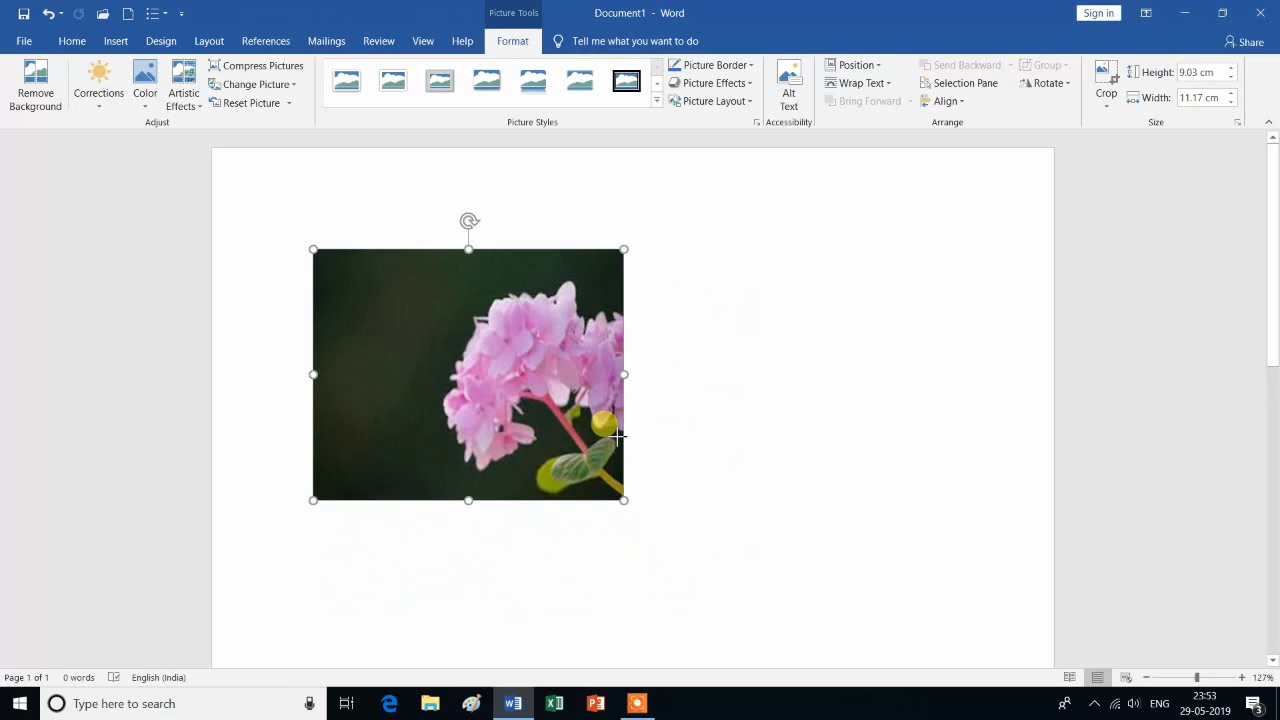 Picture Tools
Document1 - Word
Sign in
File Home Insert Design Layout References Mailings Review View Help Format Tell me what you want to do Share
Remove Background
Corrections
Color
Artistic Effects
Compress Pictures
Change Picture
Reset Picture
Adjust
Picture Styles
Picture Border
Picture Effects
Picture Layout
Alt Text
Accessibility
Position
Wrap Text
Bring Forward
Send Backward
Selection Pane
Align
Group
Rotate
Arrange
Crop
Height: 9.03 cm
Width: 11.17 cm
Size
Page 1 of 1 0 words English (India) 127%
Type here to search
ENG
23:53
29-05-2019
3